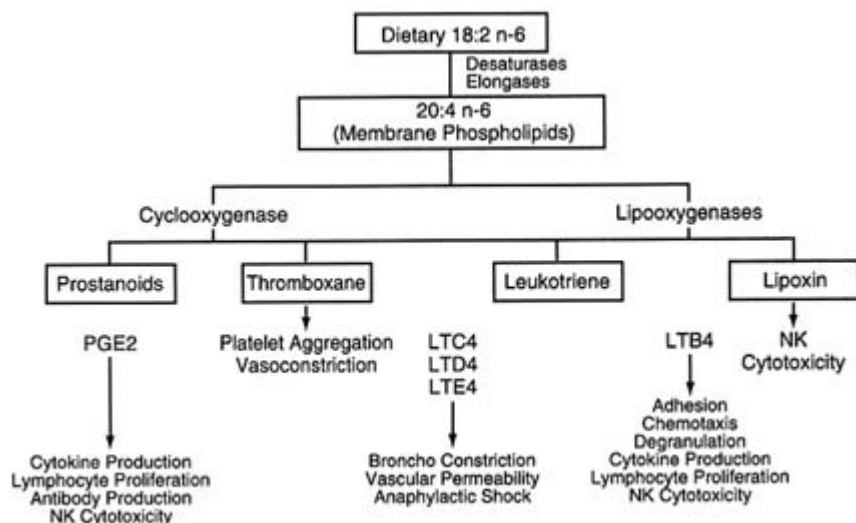 Dietary 18:2 n-6
Desaturases
Elongases
20:4 n-6
(Membrane Phospholipids)
Cyclooxygenase
Lipooxygenases
Prostanoids
Thromboxane
Leukotriene
Lipoxin
PGE2
Platelet Aggregation
Vasoconstriction
LTC4
LTD4
LTE4
LTB4
NK
Cytotoxicity
Cytokine Production
Lymphocyte Proliferation
Antibody Production
NK Cytotoxicity
Broncho Constriction
Vascular Permeability
Anaphylactic Shock
Adhesion
Chemotaxis
Degranulation
Cytokine Production
Lymphocyte Proliferation
NK Cytotoxicity